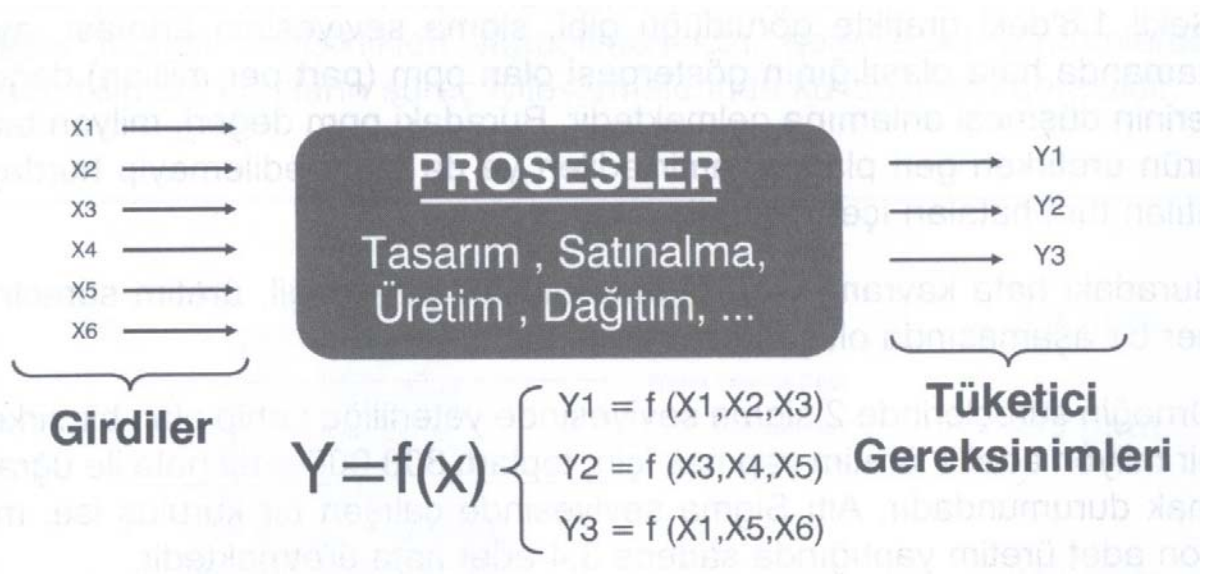 X1
X2
X3
X4
X5
X6
Girdiler
PROSESLER
Tasarım , Satınalma,
Üretim , Dağıtım, ...
Y1
Y2
Y3
Tüketici
Gereksinimleri
Y=f(x)
Y1 = f (X1,X2,X3)
Y2 = f (X3,X4,X5)
Y3 = f (X1,X5,X6)